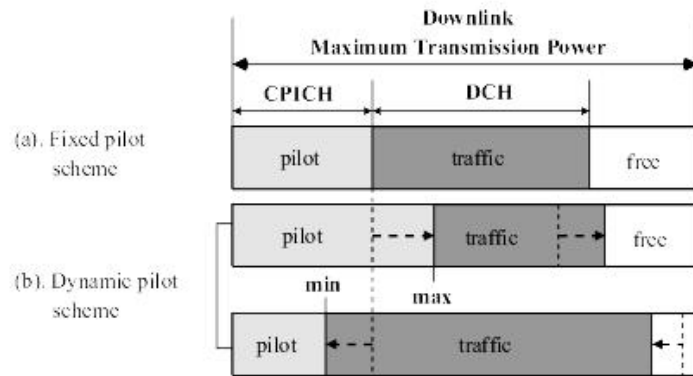 Downlink
Maximum Transmission Power
CPICH DCH
(a). Fixed pilot
scheme
pilot traffic free
pilot traffic free
(b). Dynamic pilot
scheme
min max
pilot traffic